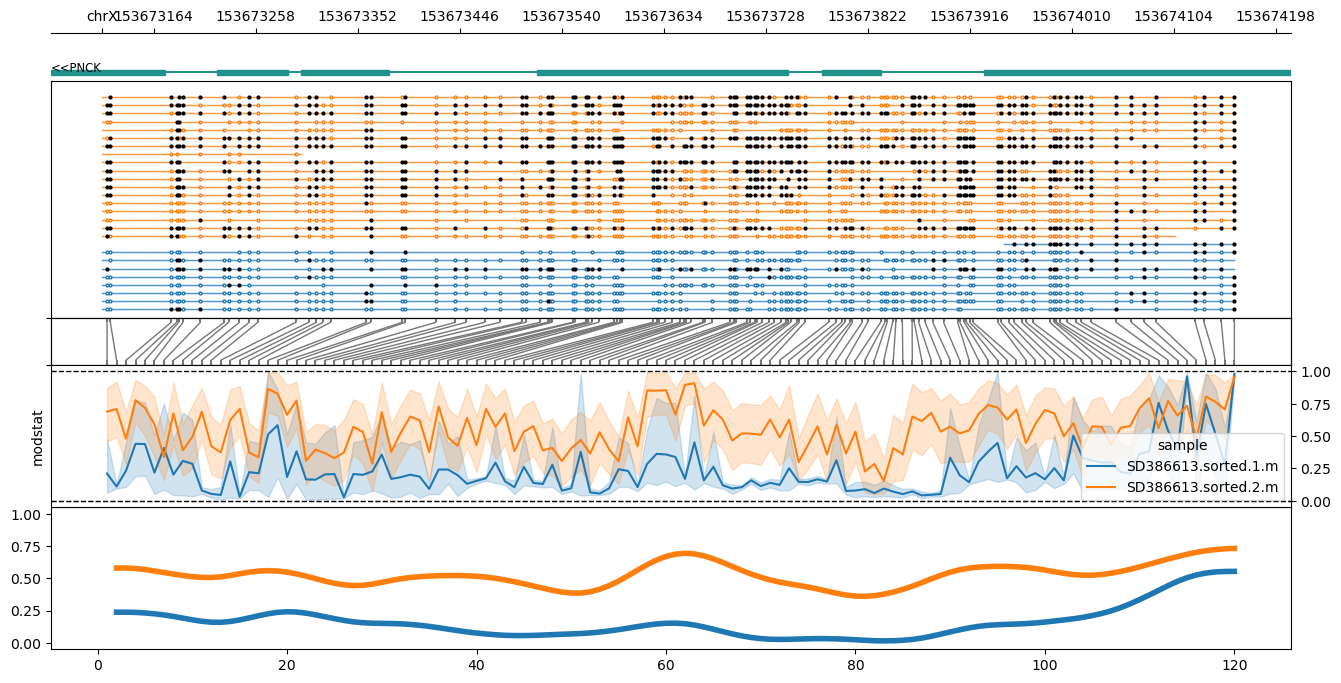 chrX 153673164 153673258 153673352 153673446 153673540 153673634 153673728 153673822 153673916 153674010 153674104 153674198
<<PNCK
modstat
1.00
0.75
0.50
0.25
0.00
sample
SD386613.sorted.1.m
SD386613.sorted.2.m
1.00
0.75
0.50
0.25
0.00
0 20 40 60 80 100 120